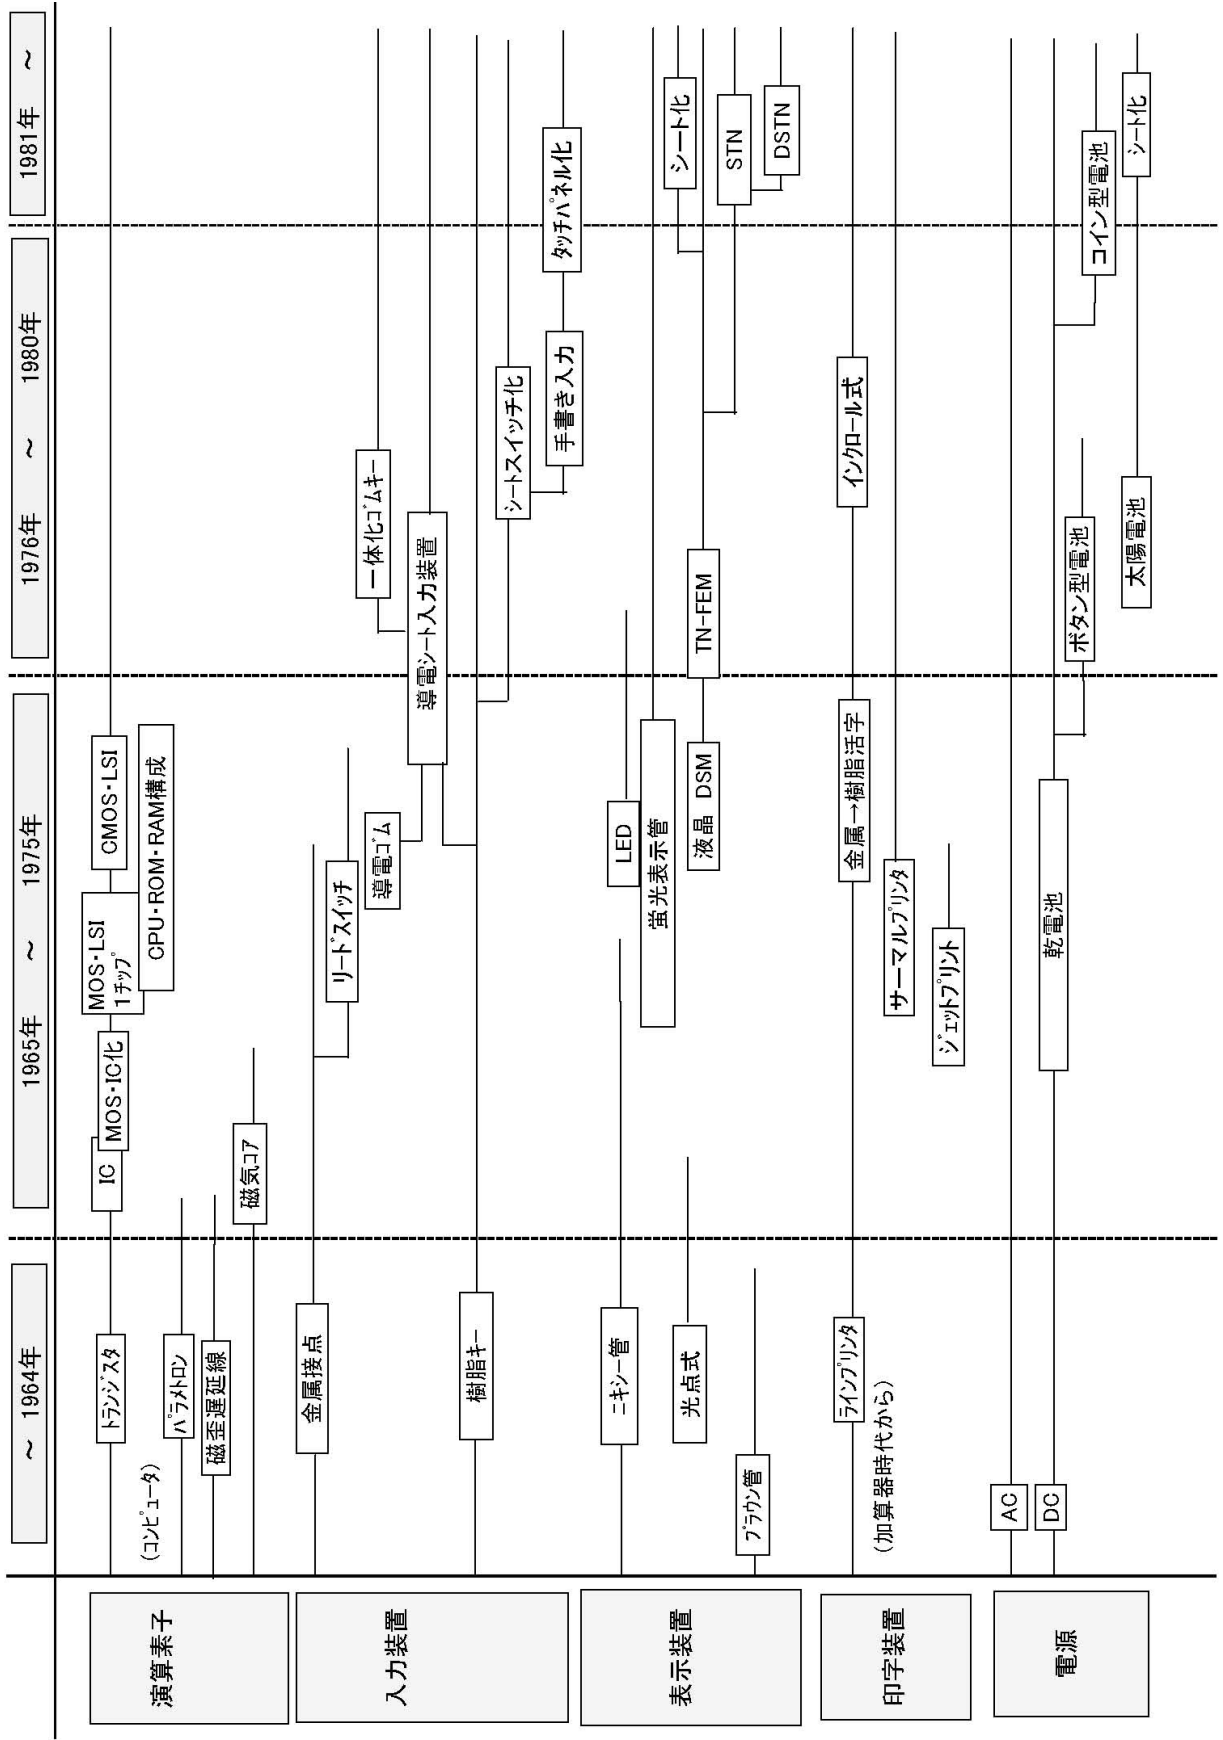 ～ 1964年
1965年 ～ 1975年
1976年 ～ 1980年
1981年 ～
演算素子
トランジスタ
IC
MOS・IC化
MOS・LSI
1チップ
CMOS・LSI
CPU・ROM・RAM構成
(コンピュータ)
パラメトロン
磁歪遅延線
磁気コア
入力装置
金属接点
リードスイッチ
一体化ゴムキー
導電ゴム
導電シート入力装置
樹脂キー
シートスイッチ化
手書き入力
タッチパネル化
表示装置
ニキシー管
LED
蛍光表示管
光点式
液晶 DSM
TN-FEM
シート化
STN
DSTN
ブラウン管
印字装置
ラインプリンタ
(加算器時代から)
金属→樹脂活字
インクロール式
サーマルプリンタ
ジェットプリント
電源
AC
DC
乾電池
ボタン型電池
コイン型電池
太陽電池
シート化